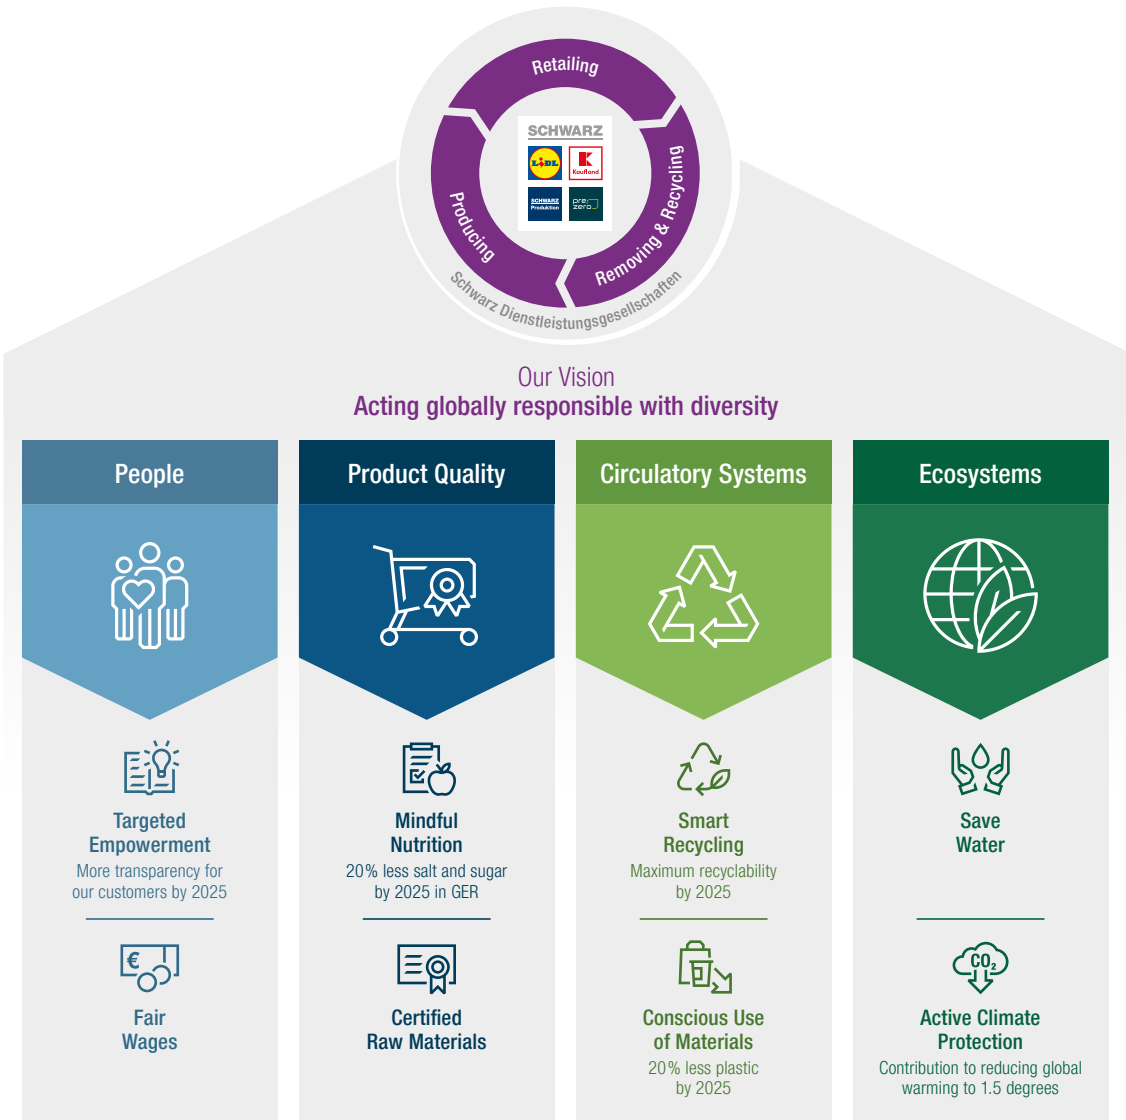 Retailing
SCHWARZ
LIDL
K
Kaufland
SCHWARZ
Produktion
pre
zero
Producing
Removing & Recycling
Schwarz Dienstleistungsgesellschaften
Our Vision
Acting globally responsible with diversity
People
Product Quality
Circulatory Systems
Ecosystems
Targeted
Empowerment
More transparency for
our customers by 2025
Mindful
Nutrition
20% less salt and sugar
by 2025 in GER
Smart
Recycling
Maximum recyclability
by 2025
Save
Water
€
Fair
Wages
Certified
Raw Materials
Conscious Use
of Materials
20% less plastic
by 2025
CO₂
Active Climate
Protection
Contribution to reducing global
warming to 1.5 degrees